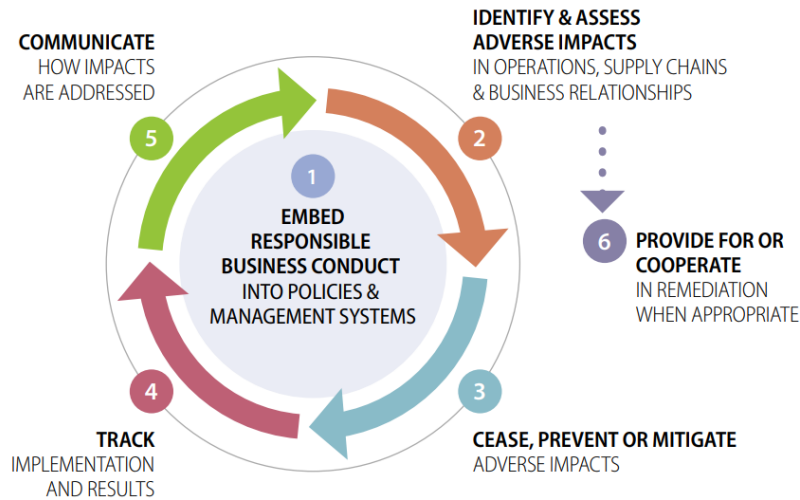 1
EMBED
RESPONSIBLE
BUSINESS CONDUCT
INTO POLICIES &
MANAGEMENT SYSTEMS
2
IDENTIFY & ASSESS
ADVERSE IMPACTS
IN OPERATIONS, SUPPLY CHAINS
& BUSINESS RELATIONSHIPS
3
CEASE, PREVENT OR MITIGATE
ADVERSE IMPACTS
4
TRACK
IMPLEMENTATION
AND RESULTS
5
COMMUNICATE
HOW IMPACTS
ARE ADDRESSED
6
PROVIDE FOR OR
COOPERATE
IN REMEDIATION
WHEN APPROPRIATE